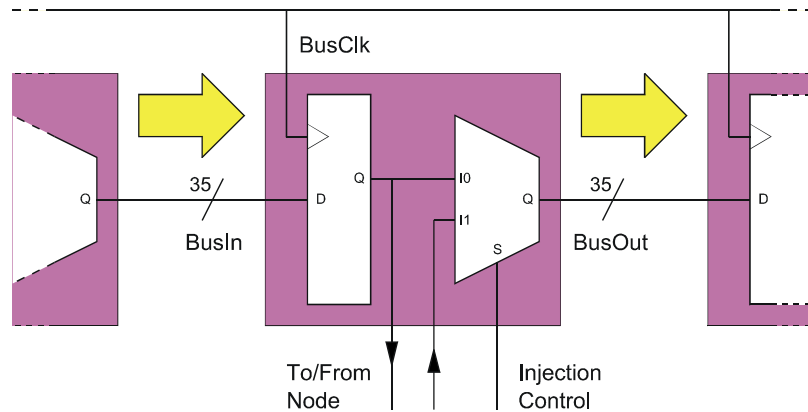 BusClk
Q
35
BusIn
D
Q
I0
I1
S
Q
35
BusOut
D
To/From
Node
Injection
Control